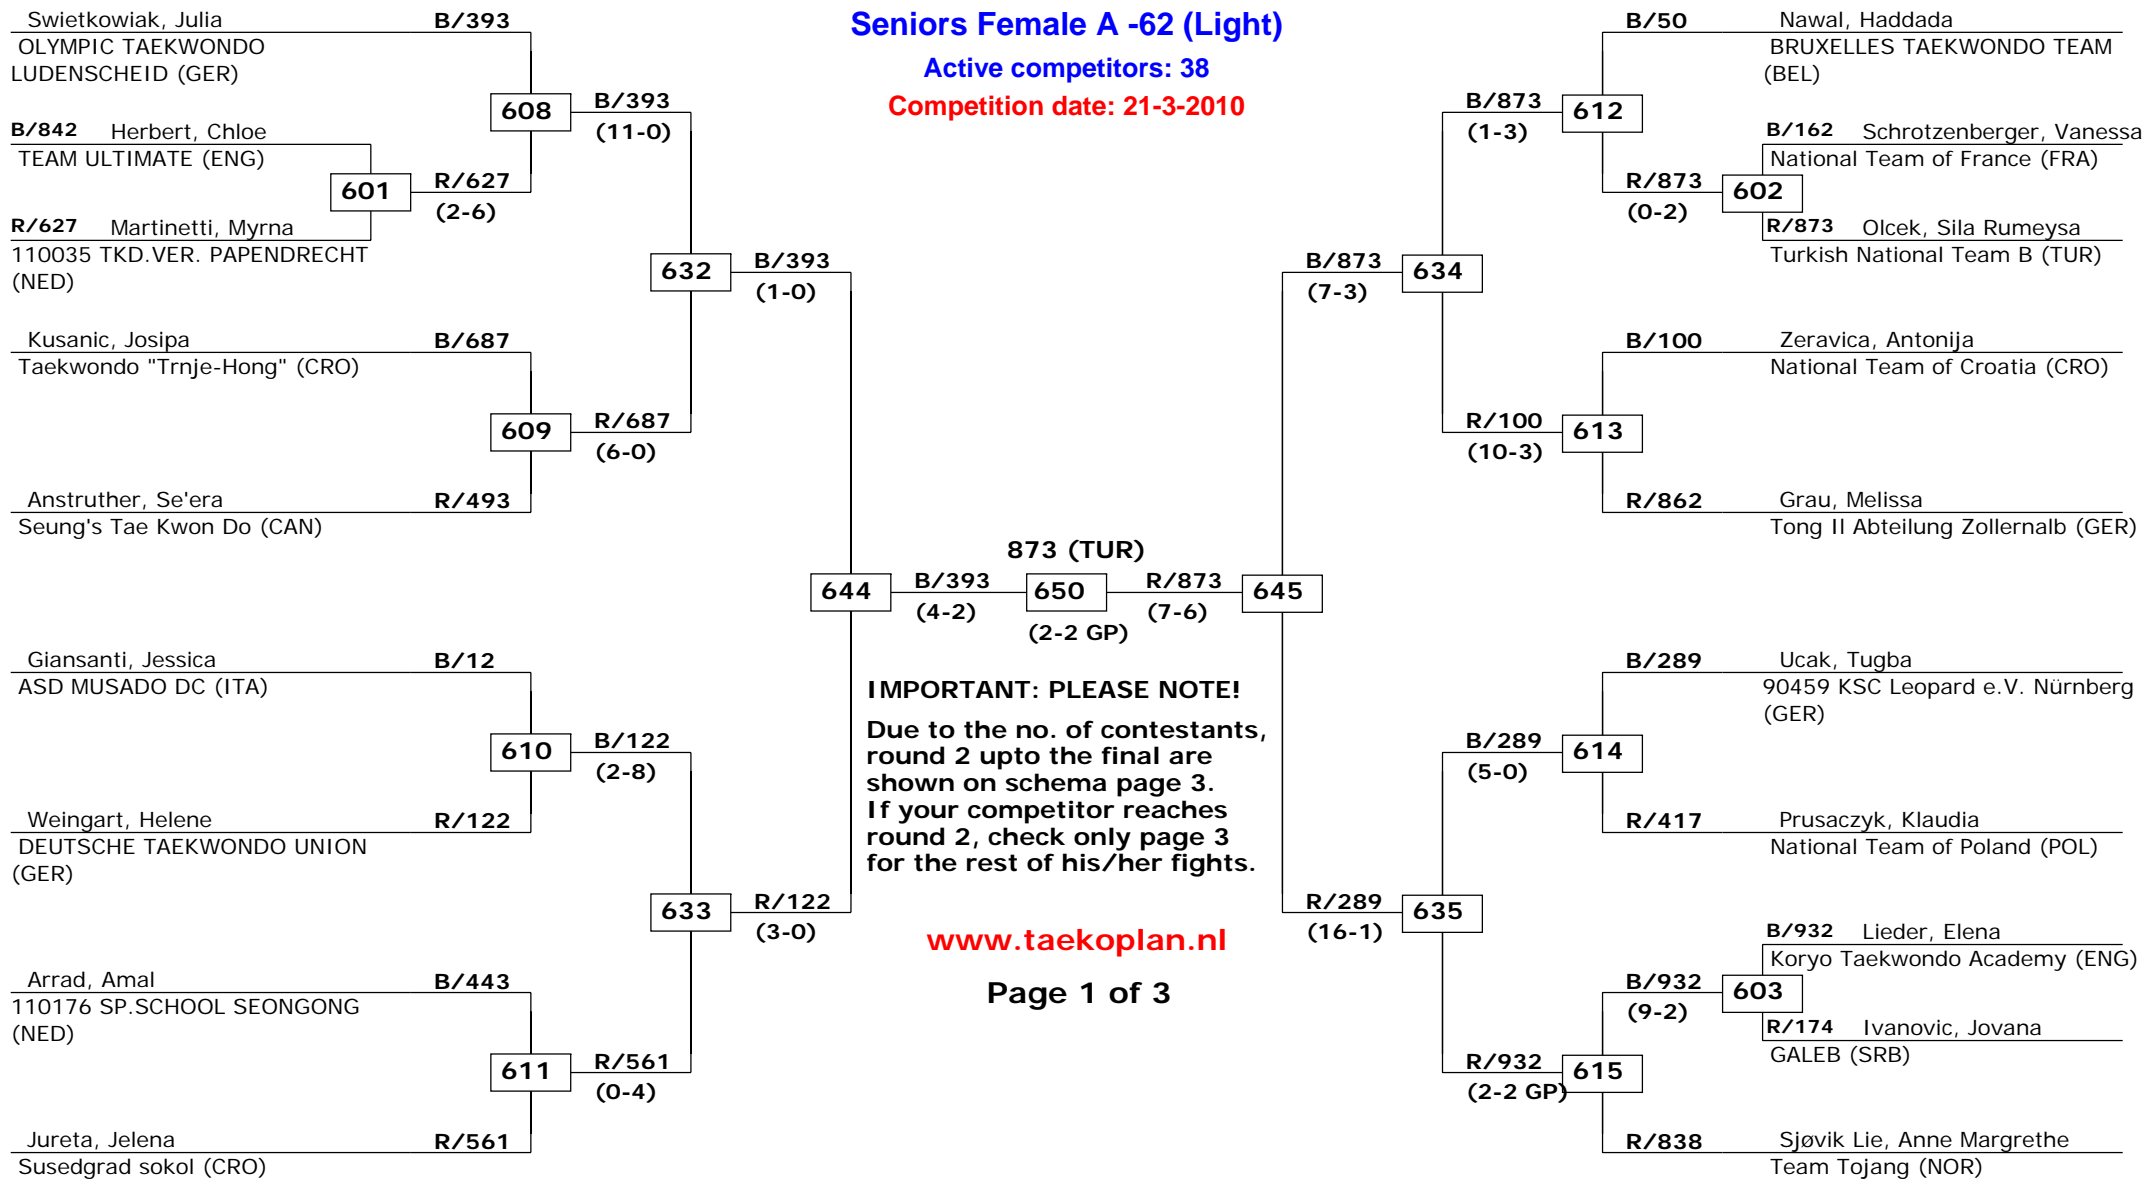 Seniors Female A -62 (Light)
Active competitors: 38
Competition date: 21-3-2010
Swietkowiak, Julia B/393
OLYMPIC TAEKWONDO
LUDENSCHEID (GER)
608
B/393
(11-0)
B/842 Herbert, Chloe
TEAM ULTIMATE (ENG)
601
R/627
(2-6)
R/627 Martinetti, Myrna
110035 TKD.VER. PAPENDRECHT
(NED)
632
B/393
(1-0)
Kusanic, Josipa B/687
Taekwondo "Trnje-Hong" (CRO)
609
R/687
(6-0)
Anstruther, Se'era R/493
Seung's Tae Kwon Do (CAN)
644
B/393
(4-2)
Giansanti, Jessica B/12
ASD MUSADO DC (ITA)
610
B/122
(2-8)
Weingart, Helene R/122
DEUTSCHE TAEKWONDO UNION
(GER)
633
R/122
(3-0)
Arrad, Amal B/443
110176 SP.SCHOOL SEONGONG
(NED)
611
R/561
(0-4)
Jureta, Jelena R/561
Susedgrad sokol (CRO)
873 (TUR)
650
(2-2 GP)
IMPORTANT: PLEASE NOTE!
Due to the no. of contestants,
round 2 upto the final are
shown on schema page 3.
If your competitor reaches
round 2, check only page 3
for the rest of his/her fights.
www.taekoplan.nl
Page 1 of 3
B/50 Nawal, Haddada
BRUXELLES TAEKWONDO TEAM
(BEL)
B/873
(1-3)
612
B/162 Schrotzenberger, Vanessa
National Team of France (FRA)
R/873
(0-2)
602
R/873 Olcek, Sila Rumeysa
Turkish National Team B (TUR)
B/873
(7-3)
634
B/100 Zeravica, Antonija
National Team of Croatia (CRO)
R/100
(10-3)
613
R/862 Grau, Melissa
Tong Il Abteilung Zollernalb (GER)
R/873
(7-6)
645
B/289 Ucak, Tugba
90459 KSC Leopard e.V. Nürnberg
(GER)
B/289
(5-0)
614
R/417 Prusaczyk, Klaudia
National Team of Poland (POL)
R/289
(16-1)
635
B/932 Lieder, Elena
Koryo Taekwondo Academy (ENG)
B/932
(9-2)
603
R/174 Ivanovic, Jovana
GALEB (SRB)
R/932
(2-2 GP)
615
R/838 Sjøvik Lie, Anne Margrethe
Team Tojang (NOR)